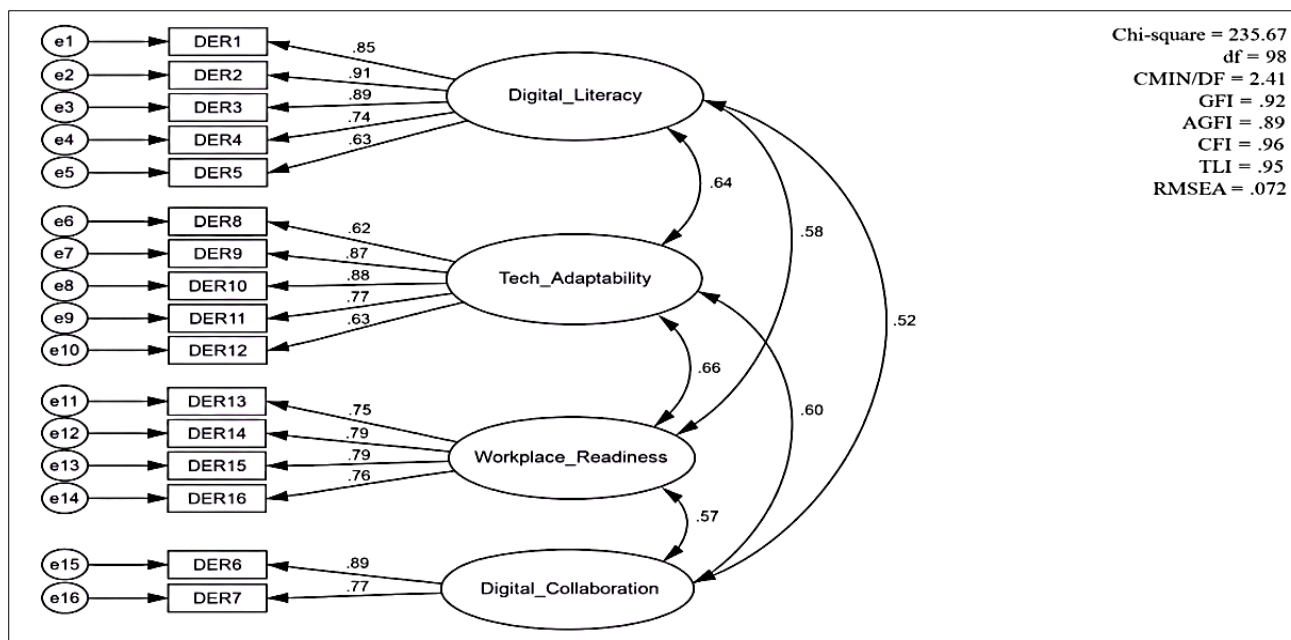 e1 DER1 .85
e2 DER2 .91
e3 DER3 .89
e4 DER4 .74
e5 DER5 .63
Digital_Literacy
.64
e6 DER8 .62
e7 DER9 .87
e8 DER10 .88
e9 DER11 .77
e10 DER12 .63
Tech_Adaptability
.58
.52
.66
.60
e11 DER13 .75
e12 DER14 .79
e13 DER15 .79
e14 DER16 .76
Workplace_Readiness
.57
e15 DER6 .89
e16 DER7 .77
Digital_Collaboration
Chi-square = 235.67
df = 98
CMIN/DF = 2.41
GFI = .92
AGFI = .89
CFI = .96
TLI = .95
RMSEA = .072